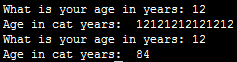 What is your age in years: 12
Age in cat years:  12121212121212
What is your age in years: 12
Age in cat years:  84